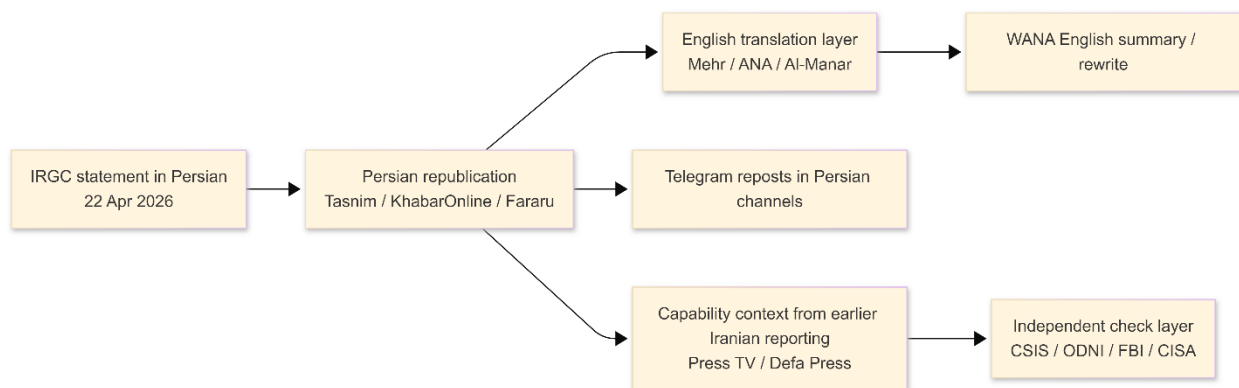 IRGC statement in Persian
22 Apr 2026
Persian republication
Tasnim / KhabarOnline / Fararu
English translation layer
Mehr / ANA / Al-Manar
WANA English summary /
rewrite
Telegram reposts in Persian
channels
Capability context from earlier
Iranian reporting
Press TV / Defa Press
Independent check layer
CSIS / ODNI / FBI / CISA